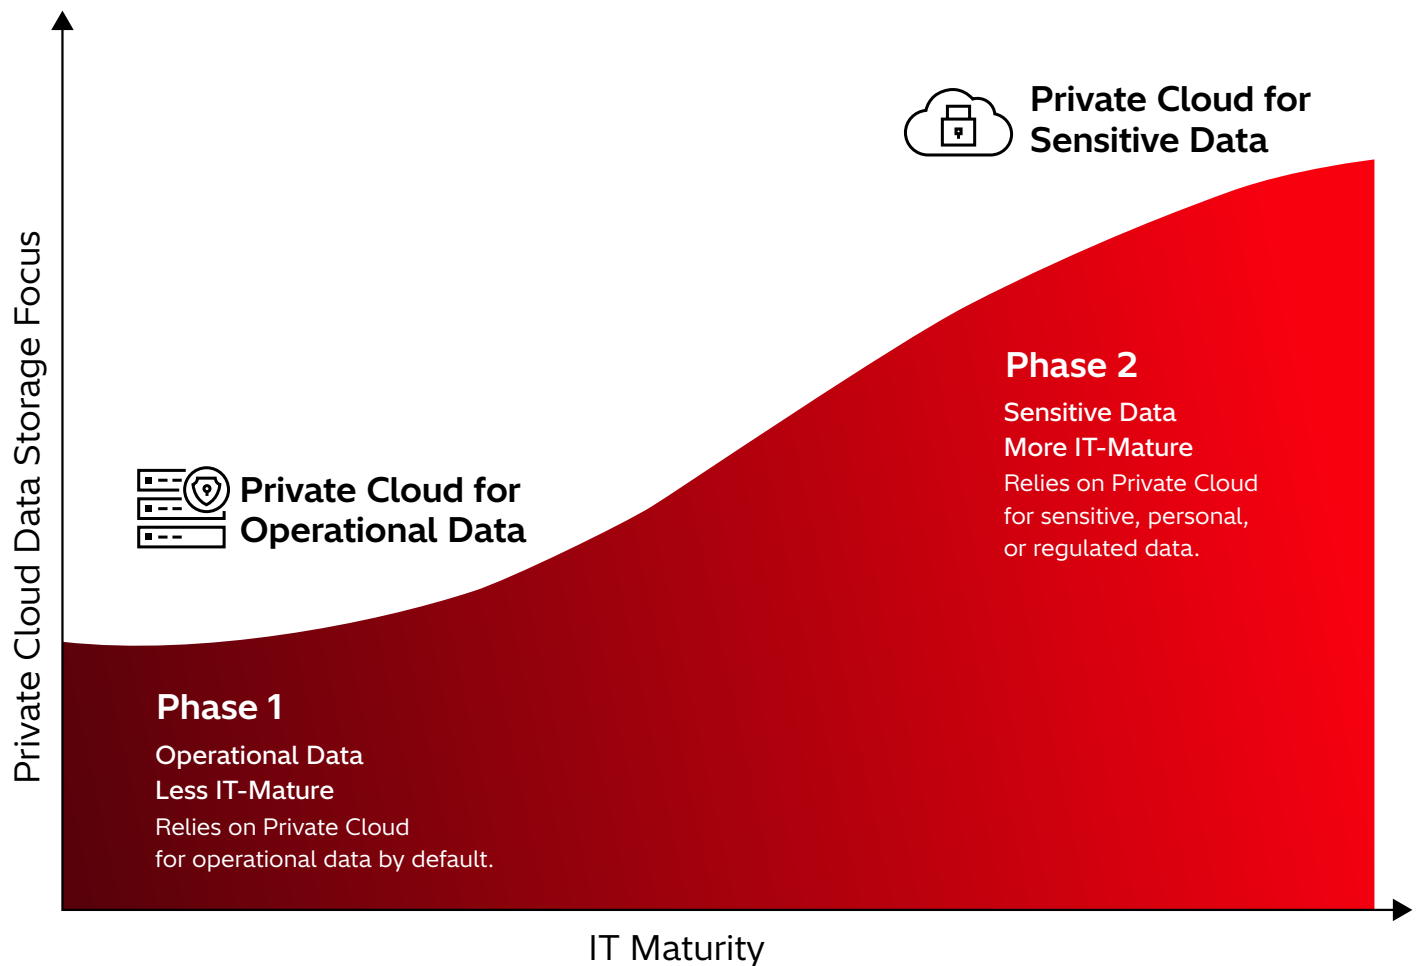 Private Cloud for
Sensitive Data
Private Cloud Data Storage Focus
Phase 2
Sensitive Data
More IT-Mature
Relies on Private Cloud
for sensitive, personal,
or regulated data.
Private Cloud for
Operational Data
Phase 1
Operational Data
Less IT-Mature
Relies on Private Cloud
for operational data by default.
IT Maturity